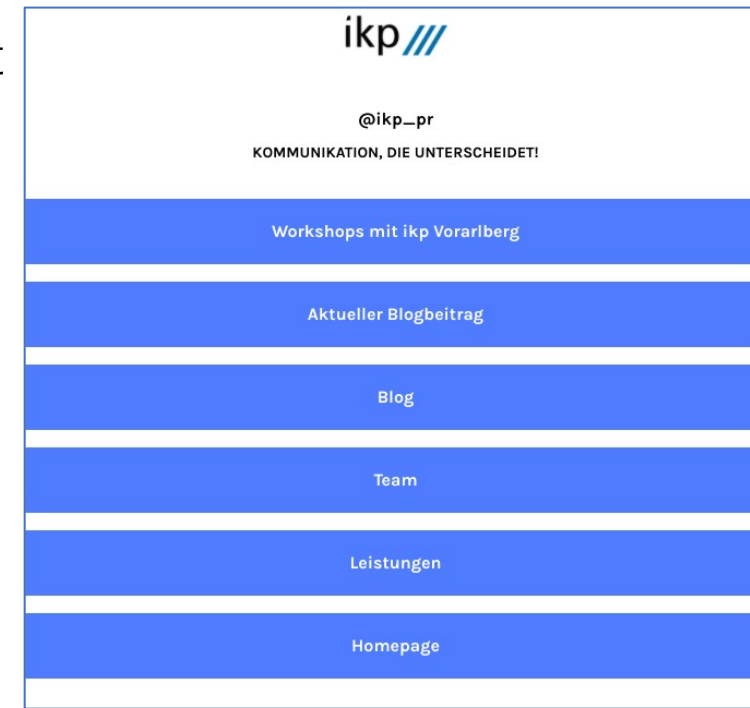 ikp
@ikp_pr
KOMMUNIKATION, DIE UNTERSCHEIDET!
Workshops mit ikp Vorarlberg
Aktueller Blogbeitrag
Blog
Team
Leistungen
Homepage